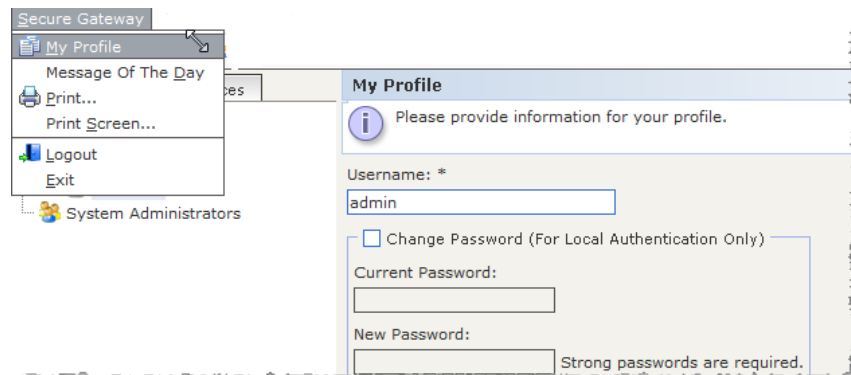 Secure Gateway
My Profile
Message Of The Day
Print...
Print Screen...
Logout
Exit
System Administrators
My Profile
Please provide information for your profile.
Username: *
admin
Change Password (For Local Authentication Only)
Current Password:
New Password:
Strong passwords are required.